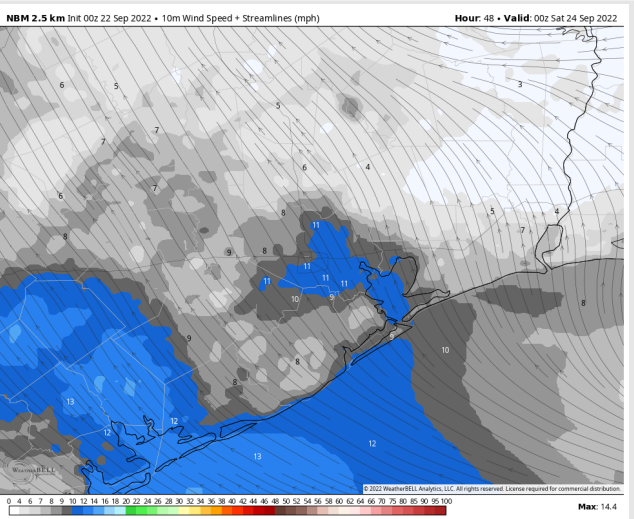 NBM 2.5 km Init 00z 22 Sep 2022 • 10m Wind Speed + Streamlines (mph) Hour: 48 • Valid: 00z Sat 24 Sep 2022
6 5 3
5
7 7
6 4
7
6
8 5 4
11 7
8 9 8
11
11 11 11
10 9 8
9 9
10
8
8
13
12
12 12
13
WeatherBELL
© 2022 WeatherBELL Analytics, LLC. All rights reserved. License required for commercial distribution.
0 4 6 7 8 9 10 12 14 16 18 20 22 24 26 28 30 32 34 36 38 40 42 44 46 48 50 52 54 56 58 60 62 64 66 70 75 80 85 90 95 100
Max: 14.4